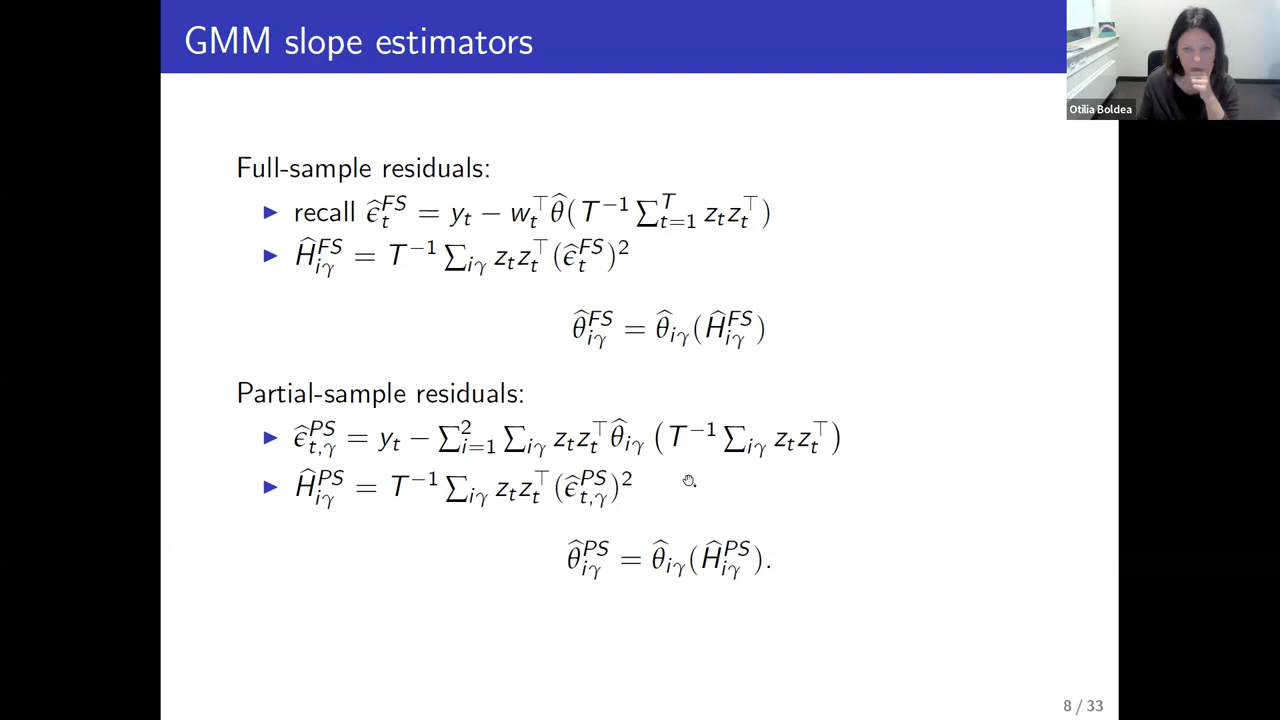 GMM slope estimators
Otilia Boldea
Full-sample residuals:
▶ recall ε̂_t^{FS} = y_t − w_t^⊤ θ̂(T^{−1} ∑_{t=1}^{T} z_t z_t^⊤)
▶ Ĥ_{iγ}^{FS} = T^{−1} ∑_{iγ} z_t z_t^⊤ (ε̂_t^{FS})^2
θ̂_{iγ}^{FS} = θ̂_{iγ}(Ĥ_{iγ}^{FS})
Partial-sample residuals:
▶ ε̂_{t,γ}^{PS} = y_t − ∑_{i=1}^{2} ∑_{iγ} z_t z_t^⊤ θ̂_{iγ} (T^{−1} ∑_{iγ} z_t z_t^⊤)
▶ Ĥ_{iγ}^{PS} = T^{−1} ∑_{iγ} z_t z_t^⊤ (ε̂_{t,γ}^{PS})^2
θ̂_{iγ}^{PS} = θ̂_{iγ}(Ĥ_{iγ}^{PS}).
8 / 33